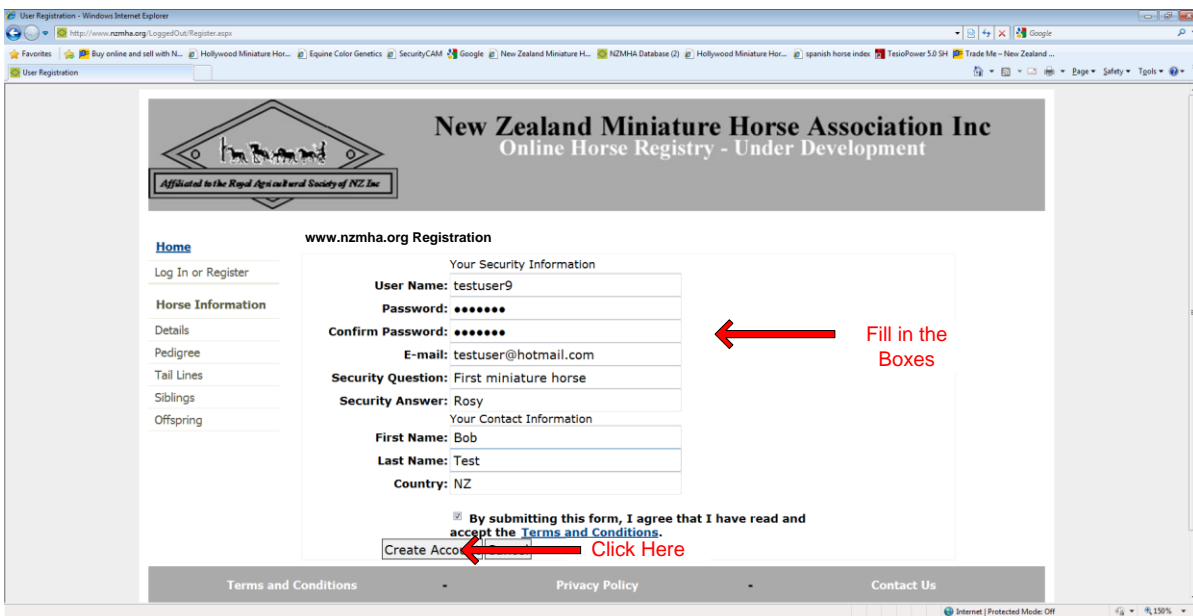 User Registration - Windows Internet Explorer
http://www.nzmha.org/LoggedOut/Register.aspx
Google
Favorites Buy online and sell with N... Hollywood Miniature Hor... Equine Color Genetics SecurityCAM Google New Zealand Miniature H... NZMHA Database (2) Hollywood Miniature Hor... spanish horse index TesioPower 5.0 SH Trade Me – New Zealand ...
User Registration
Page Safety Tools
New Zealand Miniature Horse Association Inc
Online Horse Registry - Under Development
Affiliated to the Royal Agricultural Society of NZ Inc
Home
Log In or Register
Horse Information
Details
Pedigree
Tail Lines
Siblings
Offspring
www.nzmha.org Registration
Your Security Information
User Name: testuser9
Password: •••••••
Confirm Password: •••••••
E-mail: testuser@hotmail.com
Security Question: First miniature horse
Security Answer: Rosy
Your Contact Information
First Name: Bob
Last Name: Test
Country: NZ
Fill in the
Boxes
By submitting this form, I agree that I have read and
accept the Terms and Conditions.
Create
Click Here
Terms and Conditions - Privacy Policy - Contact Us
Internet | Protected Mode: Off
150%